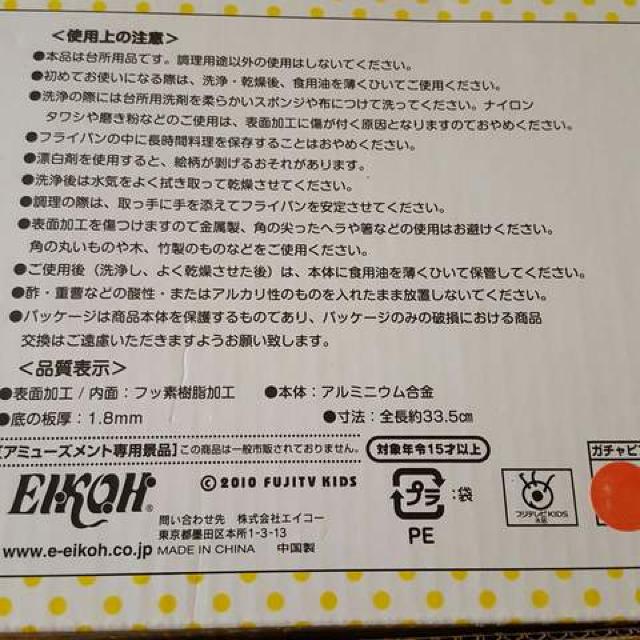 ＜使用上の注意＞
●本品は台所用品です。調理用途以外の使用はしないでください。
●初めてお使いになる際は、洗浄・乾燥後、食用油を薄くひいてご使用ください。
●洗浄の際には台所用洗剤を柔らかいスポンジや布につけて洗ってください。ナイロン
タワシや磨き粉などのご使用は、表面加工に傷が付く原因となりますのでおやめください。
●フライパンの中に長時間料理を保存することはおやめください。
●漂白剤を使用すると、絵柄が剥げるおそれがあります。
●洗浄後は水気をよく拭き取って乾燥させてください。
●調理の際は、取っ手に手を添えてフライパンを安定させてください。
●表面加工を傷つけますので金属製、角の尖ったヘラや箸などの使用はお避けください。
角の丸いものや木、竹製のものなどをご使用ください。
●ご使用後（洗浄し、よく乾燥させた後）は、本体に食用油を薄くひいて保管してください。
●酢・重曹などの酸性・またはアルカリ性のものを入れたまま放置しないでください。
●パッケージは商品本体を保護するものであり、パッケージのみの破損における商品
交換はご遠慮いただきますようお願い致します。
＜品質表示＞
●表面加工/内面：フッ素樹脂加工 ●本体：アルミニウム合金
●底の板厚：1.8mm ●寸法：全長約33.5cm
[アミューズメント専用景品] この商品は一般市販されておりません。 対象年令15才以上 ガチャピ
EIKOH® ©2010 FUJITV KIDS プラ :袋 フジテレビKIDS
問い合わせ先 株式会社エイコー
東京都墨田区本所1-3-13 PE
www.e-eikoh.co.jp MADE IN CHINA 中国製